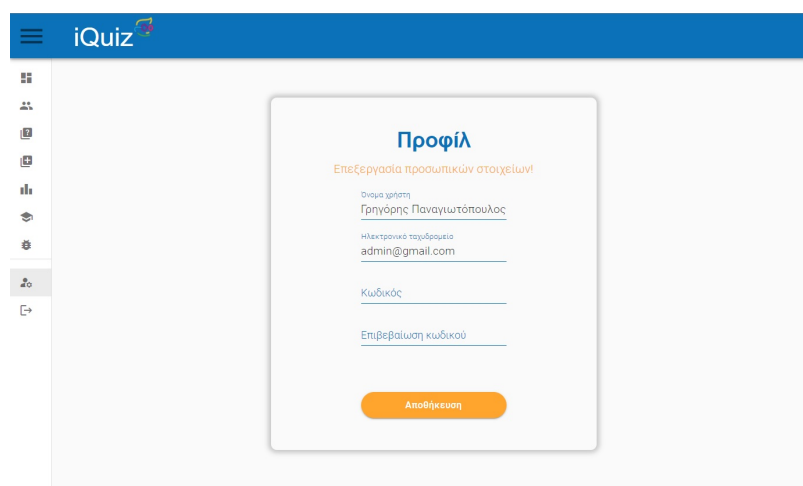 iQuiz
Προφίλ
Επεξεργασία προσωπικών στοιχείων!
Όνομα χρήστη
Γρηγόρης Παναγιωτόπουλος
Ηλεκτρονικό ταχυδρομείο
admin@gmail.com
Κωδικός
Επιβεβαίωση κωδικού
Αποθήκευση